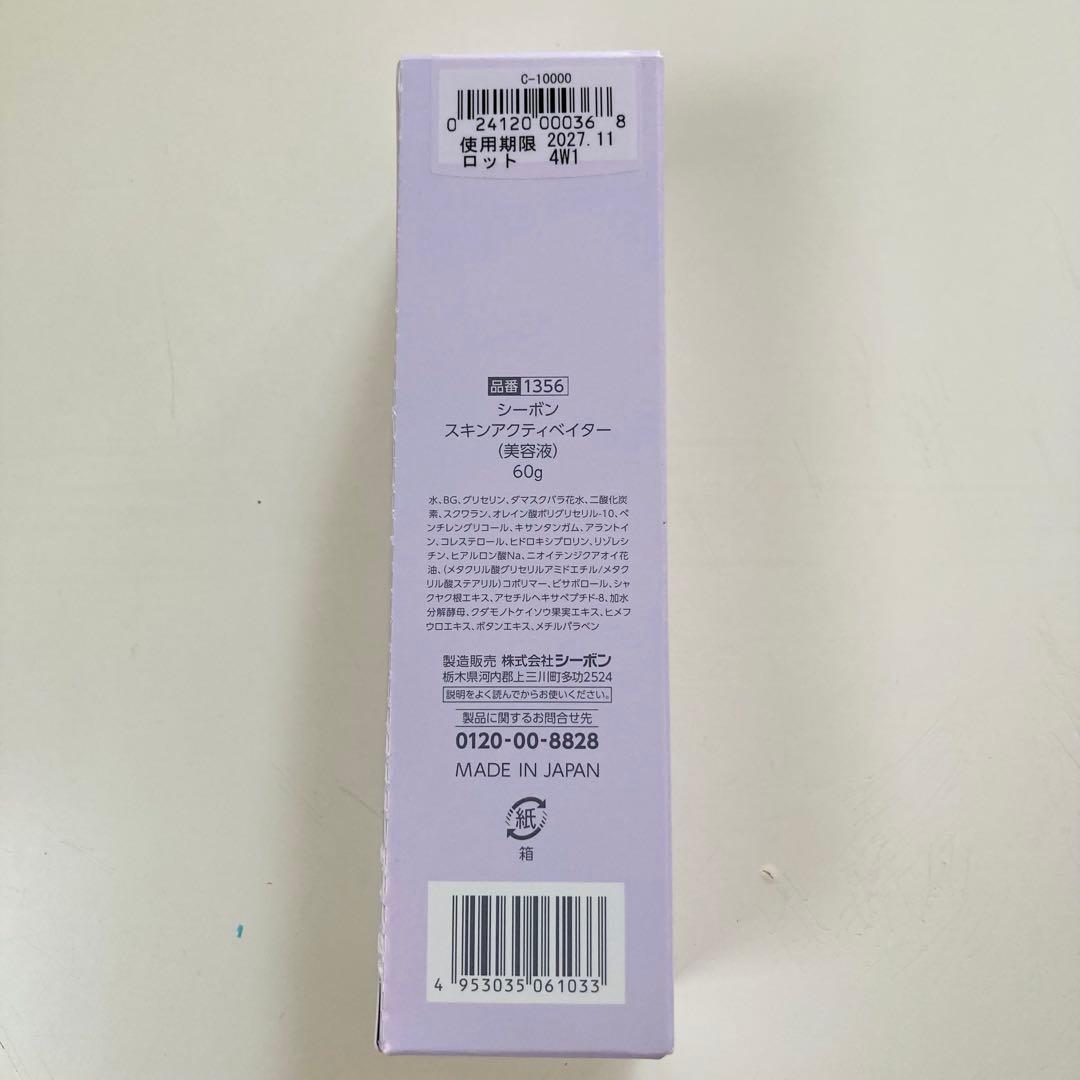 C-10000
0 24120 00036 8
使用期限 2027.11
ロット 4W1
品番 1356
シーボン
スキンアクティベイター
(美容液)
60g
水、BG、グリセリン、ダマスクバラ花水、二酸化炭
素、スクワラン、オレイン酸ポリグリセリル-10、ペ
ンチレングリコール、キサンタンガム、アラントイ
ン、コレステロール、ヒドロキシプロリン、リゾレシ
チン、ヒアルロン酸Na、ニオイテンジクアオイ花
油、(メタクリル酸グリセリルアミドエチル/メタク
リル酸ステアリル)コポリマー、ビサボロール、シャ
クヤク根エキス、アセチルヘキサペプチド-8、加水
分解酵母、クダモノトケイソウ果実エキス、ヒメフ
ウロエキス、ボタンエキス、メチルパラベン
製造販売 株式会社シーボン
栃木県河内郡上三川町多功2524
説明をよく読んでからお使いください。
製品に関するお問合せ先
0120-00-8828
MADE IN JAPAN
紙
箱
4 953035 061033